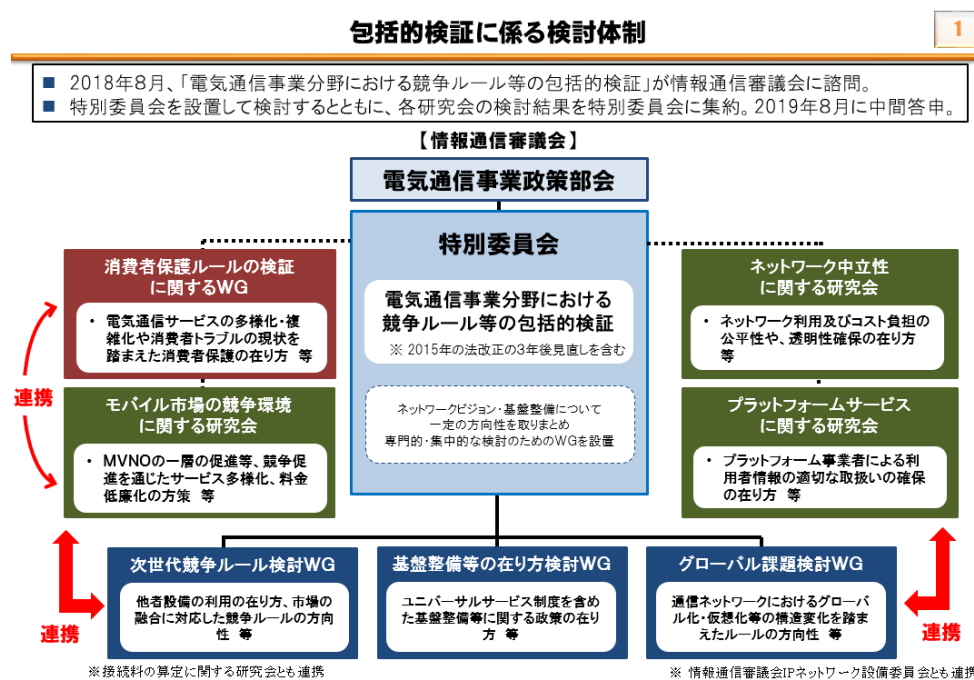 包括的検証に係る検討体制
1
■ 2018年8月、「電気通信事業分野における競争ルール等の包括的検証」が情報通信審議会に諮問。
■ 特別委員会を設置して検討するとともに、各研究会の検討結果を特別委員会に集約。2019年8月に中間答申。
【情報通信審議会】
電気通信事業政策部会
特別委員会
電気通信事業分野における
競争ルール等の包括的検証
※ 2015年の法改正の3年後見直しを含む
ネットワークビジョン・基盤整備について
一定の方向性を取りまとめ
専門的・集中的な検討のためのWGを設置
消費者保護ルールの検証
に関するWG
・ 電気通信サービスの多様化・複
雑化や消費者トラブルの現状を
踏まえた消費者保護の在り方 等
連携
モバイル市場の競争環境
に関する研究会
・ MVNOの一層の促進等、競争促
進を通じたサービス多様化、料金
低廉化の方策 等
ネットワーク中立性
に関する研究会
・ ネットワーク利用及びコスト負担の
公平性や、透明性確保の在り方
等
プラットフォームサービス
に関する研究会
・ プラットフォーム事業者による利
用者情報の適切な取扱いの確保
の在り方 等
次世代競争ルール検討WG
他者設備の利用の在り方、市場の
融合に対応した競争ルールの方向
性 等
基盤整備等の在り方検討WG
ユニバーサルサービス制度を含め
た基盤整備等に関する政策の在り
方 等
グローバル課題検討WG
通信ネットワークにおけるグローバ
ル化・仮想化等の構造変化を踏ま
えたルールの方向性 等
連携
連携
※接続料の算定に関する研究会とも連携
※ 情報通信審議会IPネットワーク設備委員会とも連携